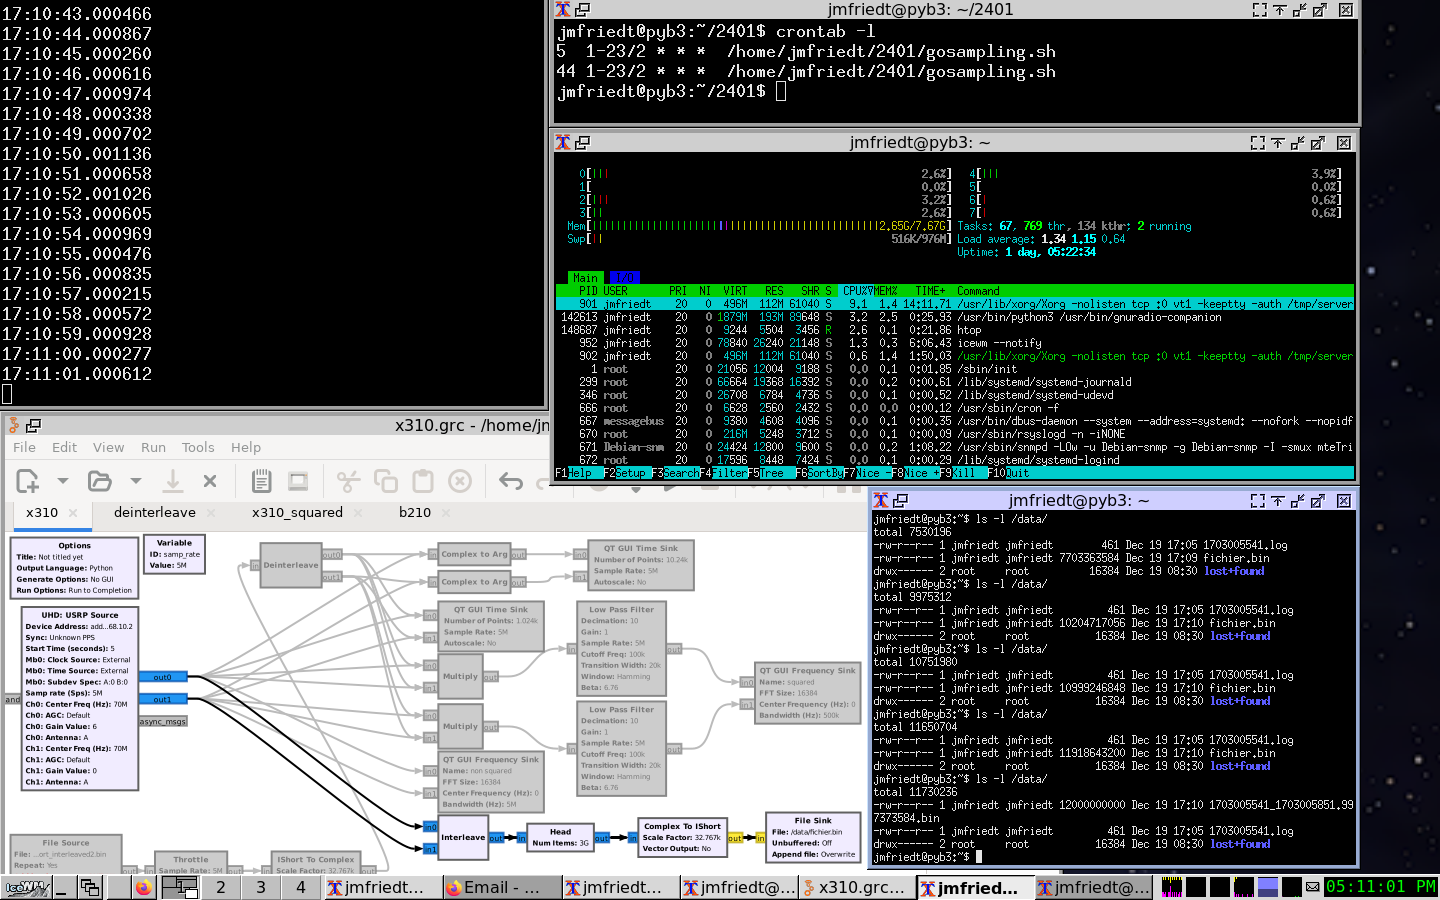 17:10:43.000466
17:10:44.000867
17:10:45.000260
17:10:46.000616
17:10:47.000974
17:10:48.000338
17:10:49.000702
17:10:50.001136
17:10:51.000658
17:10:52.001026
17:10:53.000605
17:10:54.000969
17:10:55.000476
17:10:56.000835
17:10:57.000215
17:10:58.000572
17:10:59.000928
17:11:00.000277
17:11:01.000612
jmfriedt@pyb3: ~/2401
jmfriedt@pyb3:~/2401$ crontab -l
5  1-23/2 * * *  /home/jmfriedt/2401/gosampling.sh
44 1-23/2 * * *  /home/jmfriedt/2401/gosampling.sh
jmfriedt@pyb3:~/2401$
jmfriedt@pyb3: ~
0[||| 2.6%] 4[||| 3.9%]
1[ 0.0%] 5[ 0.0%]
2[||| 3.2%] 6[| 0.6%]
3[|| 2.6%] 7[| 0.6%]
Mem[ 2.65G/7.67G] Tasks: 67, 769 thr, 134 kthr; 2 running
Swp[|| 516K/976M] Load average: 1.34 1.15 0.64
Uptime: 1 day, 05:22:34
Main I/O
PID USER PRI NI VIRT RES SHR S CPU%▽MEM% TIME+ Command
901 jmfriedt 20 0 496M 112M 61040 S 9.1 1.4 14:11.71 /usr/lib/xorg/Xorg -nolisten tcp :0 vt1 -keeptty -auth /tmp/server
142613 jmfriedt 20 0 1879M 193M 89648 S 3.2 2.5 0:25.93 /usr/bin/python3 /usr/bin/gnuradio-companion
148687 jmfriedt 20 0 9244 5504 3456 R 2.6 0.1 0:21.86 htop
952 jmfriedt 20 0 78840 26240 21148 S 1.3 0.3 6:06.43 icewm --notify
902 jmfriedt 20 0 496M 112M 61040 S 0.6 1.4 1:50.03 /usr/lib/xorg/Xorg -nolisten tcp :0 vt1 -keeptty -auth /tmp/server
1 root 20 0 21056 12004 9188 S 0.0 0.1 0:01.85 /sbin/init
299 root 20 0 66664 19368 16392 S 0.0 0.2 0:00.61 /lib/systemd/systemd-journald
346 root 20 0 26708 6784 4736 S 0.0 0.1 0:00.52 /lib/systemd/systemd-udevd
666 root 20 0 6628 2560 2432 S 0.0 0.0 0:00.12 /usr/sbin/cron -f
667 messagebus 20 0 9380 4608 4096 S 0.0 0.1 0:00.35 /usr/bin/dbus-daemon --system --address=systemd: --nofork --nopidf
670 root 20 0 216M 5248 3712 S 0.0 0.1 0:00.09 /usr/sbin/rsyslogd -n -iNONE
671 Debian-snm 20 0 24424 12800 9600 S 0.0 0.2 1:08.22 /usr/sbin/snmpd -LOw -u Debian-snmp -g Debian-snmp -I -smux mteTri
672 root 20 0 17596 8448 7424 S 0.0 0.1 0:00.29 /lib/systemd/systemd-logind
F1Help F2Setup F3SearchF4FilterF5Tree F6SortByF7Nice -F8Nice +F9Kill F10Quit
x310.grc - /home/jm
File Edit View Run Tools Help
x310 deinterleave x310_squared b210
Options
Title: Not titled yet
Output Language: Python
Generate Options: No GUI
Run Options: Run to Completion
Variable
ID: samp_rate
Value: 5M
UHD: USRP Source
Device Address: add...68.10.2
Sync: Unknown PPS
Start Time (seconds): 5
Mb0: Clock Source: External
Mb0: Time Source: External
Mb0: Subdev Spec: A:0 B:0
Samp rate (Sps): 5M
Ch0: Center Freq (Hz): 70M
Ch0: AGC: Default
Ch0: Gain Value: 6
Ch0: Antenna: A
Ch1: Center Freq (Hz): 70M
Ch1: AGC: Default
Ch1: Gain Value: 0
Ch1: Antenna: A
out0
out1
async_msgs
in Deinterleave out0 out1
in Complex to Arg out
in Complex to Arg out
QT GUI Time Sink
Number of Points: 10.24k
Sample Rate: 5M
Autoscale: No
in0
in1
QT GUI Time Sink
Number of Points: 1.024k
Sample Rate: 5M
Autoscale: No
in0
in1
in0 in1 Multiply out
in0 in1 Multiply out
Low Pass Filter
Decimation: 10
Gain: 1
Sample Rate: 5M
Cutoff Freq: 100k
Transition Width: 20k
Window: Hamming
Beta: 6.76
in out
Low Pass Filter
Decimation: 10
Gain: 1
Sample Rate: 5M
Cutoff Freq: 100k
Transition Width: 20k
Window: Hamming
Beta: 6.76
in out
QT GUI Frequency Sink
Name: squared
FFT Size: 16384
Center Frequency (Hz): 0
Bandwidth (Hz): 500k
in0
in1
QT GUI Frequency Sink
Name: non squared
FFT Size: 16384
Center Frequency (Hz): 0
Bandwidth (Hz): 5M
in0
in1
in0 in1 Interleave out
in Head out
Num Items: 3G
in Complex To IShort out
Scale Factor: 32.767k
Vector Output: No
in File Sink
File: /data/fichier.bin
Unbuffered: Off
Append file: Overwrite
File Source
File: ...ort_interleaved2.bin
Repeat: Yes
out
Throttle
Sample Rate: 5M
in out
IShort To Complex
Scale Factor: 32.767k
in out
jmfriedt@pyb3: ~
jmfriedt@pyb3:~$ ls -l /data/
total 7530196
-rw-r--r-- 1 jmfriedt jmfriedt 461 Dec 19 17:05 1703005541.log
-rw-r--r-- 1 jmfriedt jmfriedt 7703363584 Dec 19 17:09 fichier.bin
drwx------ 2 root root 16384 Dec 19 08:30 lost+found
jmfriedt@pyb3:~$ ls -l /data/
total 9975312
-rw-r--r-- 1 jmfriedt jmfriedt 461 Dec 19 17:05 1703005541.log
-rw-r--r-- 1 jmfriedt jmfriedt 10204717056 Dec 19 17:10 fichier.bin
drwx------ 2 root root 16384 Dec 19 08:30 lost+found
jmfriedt@pyb3:~$ ls -l /data/
total 10751980
-rw-r--r-- 1 jmfriedt jmfriedt 461 Dec 19 17:05 1703005541.log
-rw-r--r-- 1 jmfriedt jmfriedt 10999246848 Dec 19 17:10 fichier.bin
drwx------ 2 root root 16384 Dec 19 08:30 lost+found
jmfriedt@pyb3:~$ ls -l /data/
total 11650704
-rw-r--r-- 1 jmfriedt jmfriedt 461 Dec 19 17:05 1703005541.log
-rw-r--r-- 1 jmfriedt jmfriedt 11918643200 Dec 19 17:10 fichier.bin
drwx------ 2 root root 16384 Dec 19 08:30 lost+found
jmfriedt@pyb3:~$ ls -l /data/
total 11730236
-rw-r--r-- 1 jmfriedt jmfriedt 12000000000 Dec 19 17:10 1703005541_1703005851.99
7373584.bin
-rw-r--r-- 1 jmfriedt jmfriedt 461 Dec 19 17:05 1703005541.log
drwx------ 2 root root 16384 Dec 19 08:30 lost+found
jmfriedt@pyb3:~$
1 2 3 4 jmfriedt... Email - ... jmfriedt... jmfriedt@... x310.grc... jmfried... jmfriedt@... 05:11:01 PM